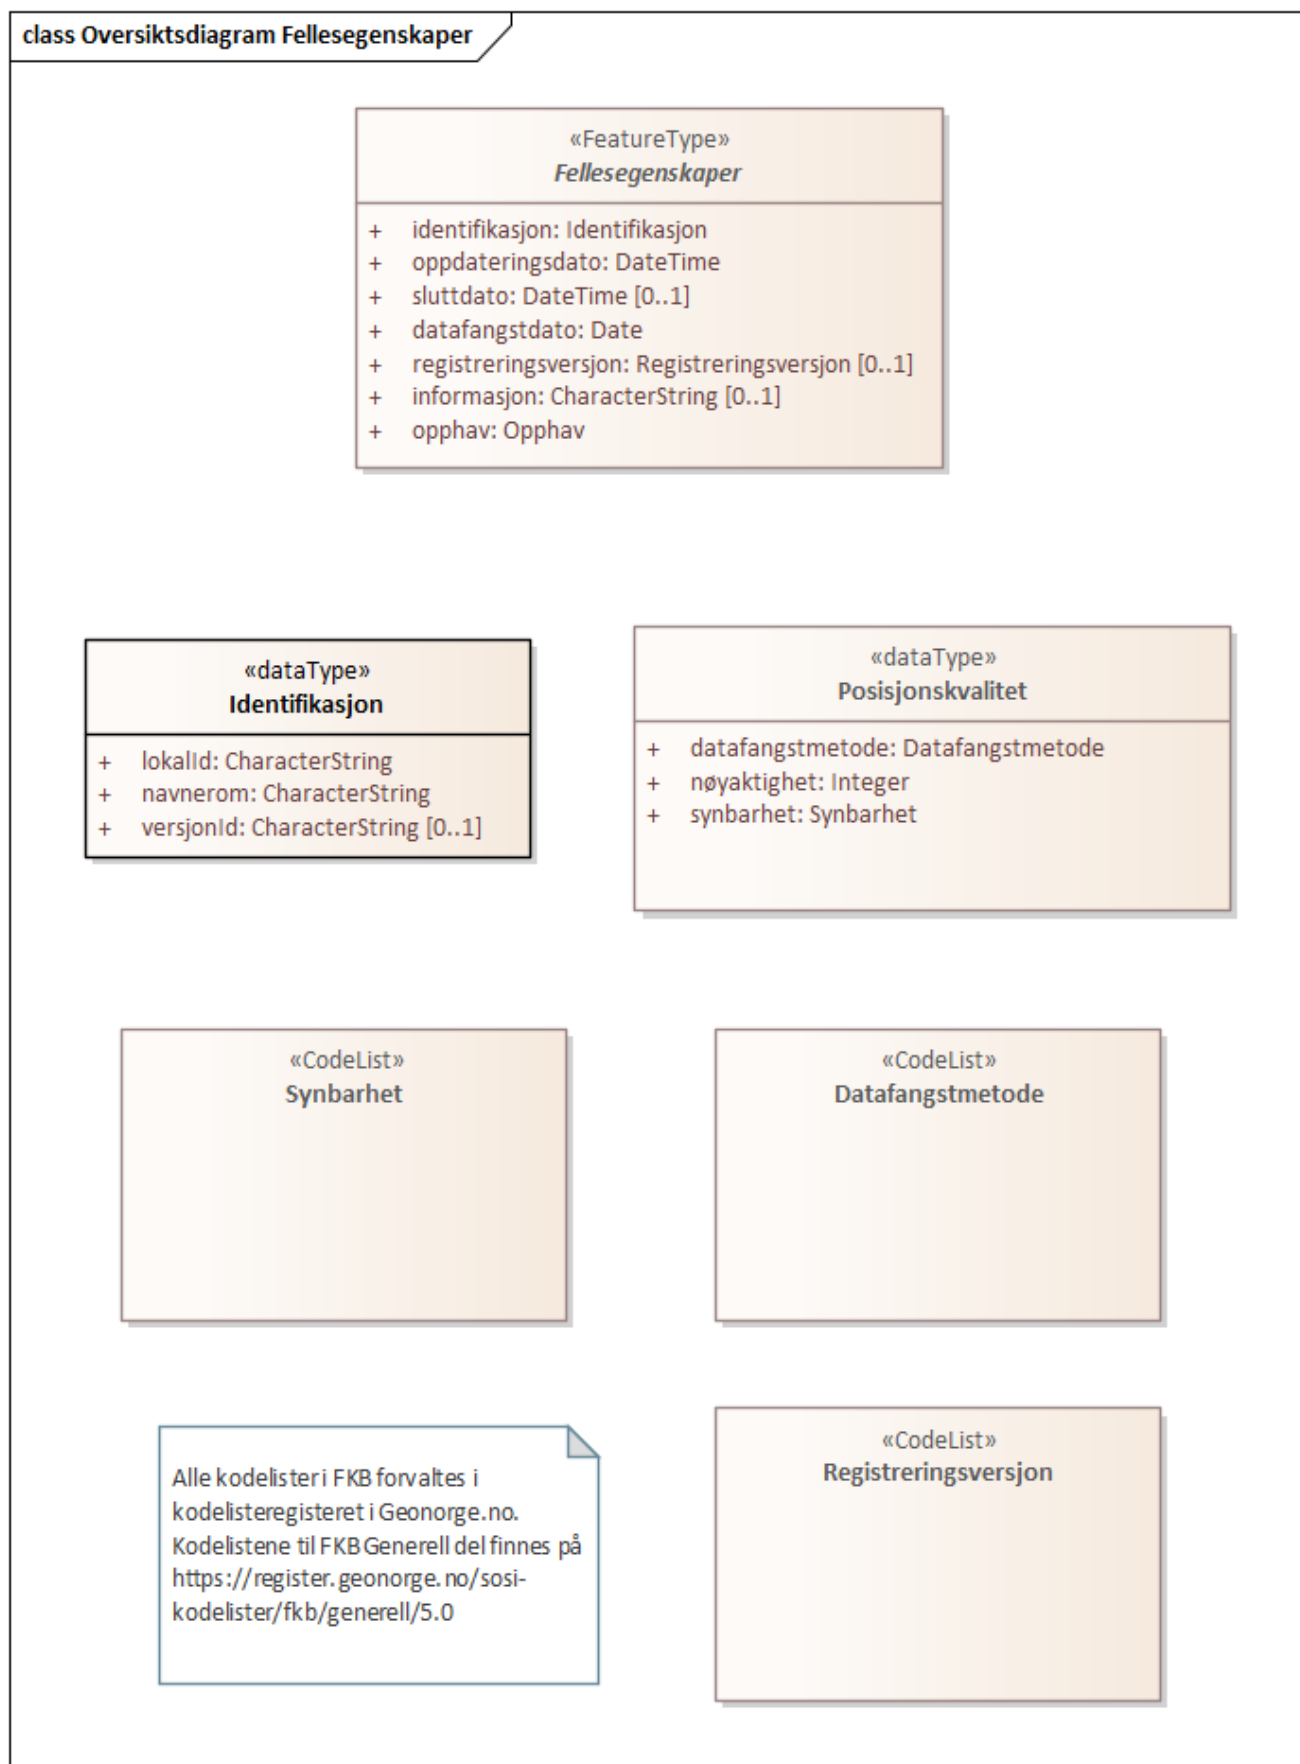 class Oversiktsdiagram Fellesegenskaper
«FeatureType»
Fellesegenskaper
+ identifikasjon: Identifikasjon
+ oppdateringsdato: DateTime
+ sluttdato: DateTime [0..1]
+ datafangstdato: Date
+ registreringsversjon: Registreringsversjon [0..1]
+ informasjon: CharacterString [0..1]
+ opphav: Opphav
«dataType»
Identifikasjon
+ lokalId: CharacterString
+ navnerom: CharacterString
+ versjonId: CharacterString [0..1]
«dataType»
Posisjonskvalitet
+ datafangstmetode: Datafangstmetode
+ nøyaktighet: Integer
+ synbarhet: Synbarhet
«CodeList»
Synbarhet
«CodeList»
Datafangstmetode
Alle kodelister i FKB forvaltes i
kodelisteregisteret i Geonorge.no.
Kodelistene til FKB Generell del finnes på
https://register.geonorge.no/sosi-
kodelister/fkb/generell/5.0
«CodeList»
Registreringsversjon